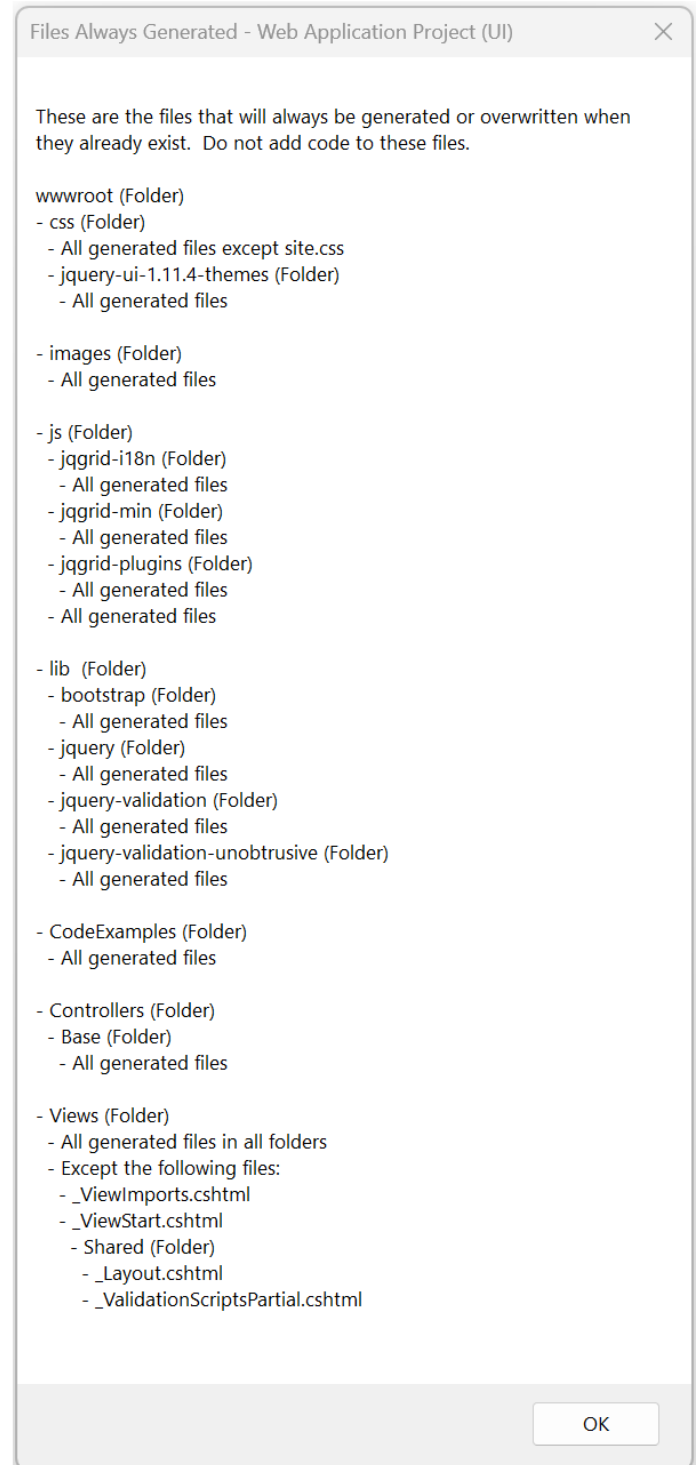 Files Always Generated - Web Application Project (UI)
These are the files that will always be generated or overwritten when
they already exist.  Do not add code to these files.
wwwroot (Folder)
- css (Folder)
- All generated files except site.css
- jquery-ui-1.11.4-themes (Folder)
- All generated files
- images (Folder)
- All generated files
- js (Folder)
- jqgrid-i18n (Folder)
- All generated files
- jqgrid-min (Folder)
- All generated files
- jqgrid-plugins (Folder)
- All generated files
- All generated files
- lib  (Folder)
- bootstrap (Folder)
- All generated files
- jquery (Folder)
- All generated files
- jquery-validation (Folder)
- All generated files
- jquery-validation-unobtrusive (Folder)
- All generated files
- CodeExamples (Folder)
- All generated files
- Controllers (Folder)
- Base (Folder)
- All generated files
- Views (Folder)
- All generated files in all folders
- Except the following files:
- _ViewImports.cshtml
- _ViewStart.cshtml
- Shared (Folder)
- _Layout.cshtml
- _ValidationScriptsPartial.cshtml
OK